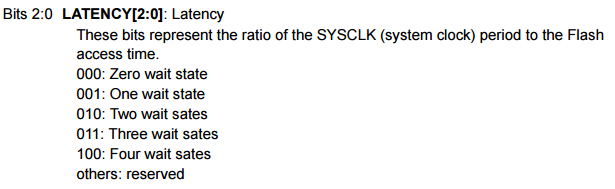 Bits 2:0 LATENCY[2:0]: Latency
These bits represent the ratio of the SYSCLK (system clock) period to the Flash
access time.
000: Zero wait state
001: One wait state
010: Two wait sates
011: Three wait sates
100: Four wait sates
others: reserved